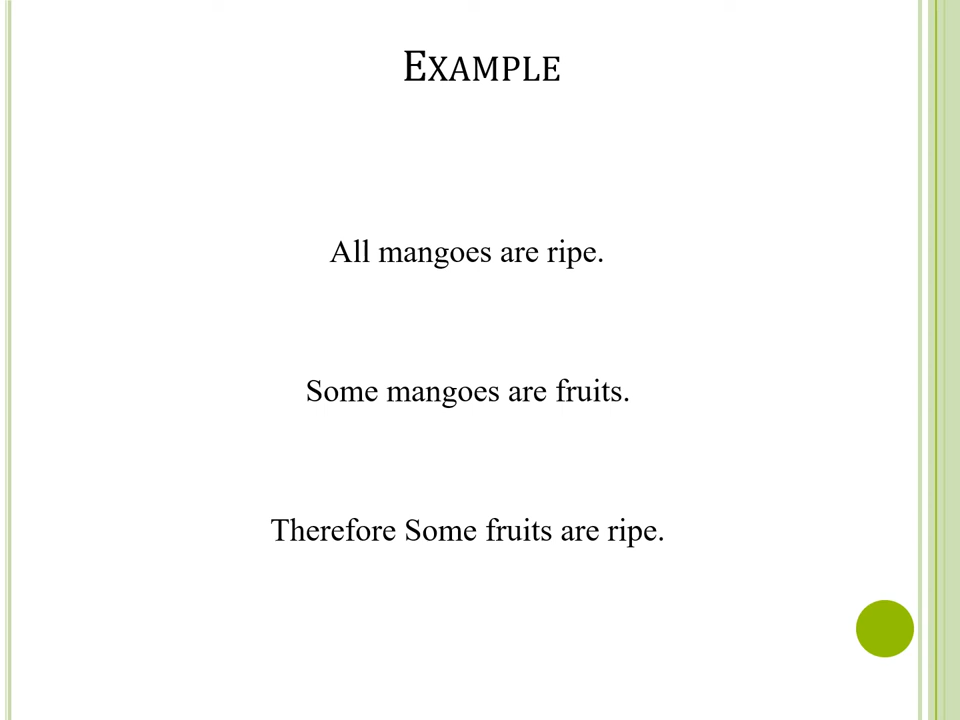 EXAMPLE
All mangoes are ripe.
Some mangoes are fruits.
Therefore Some fruits are ripe.